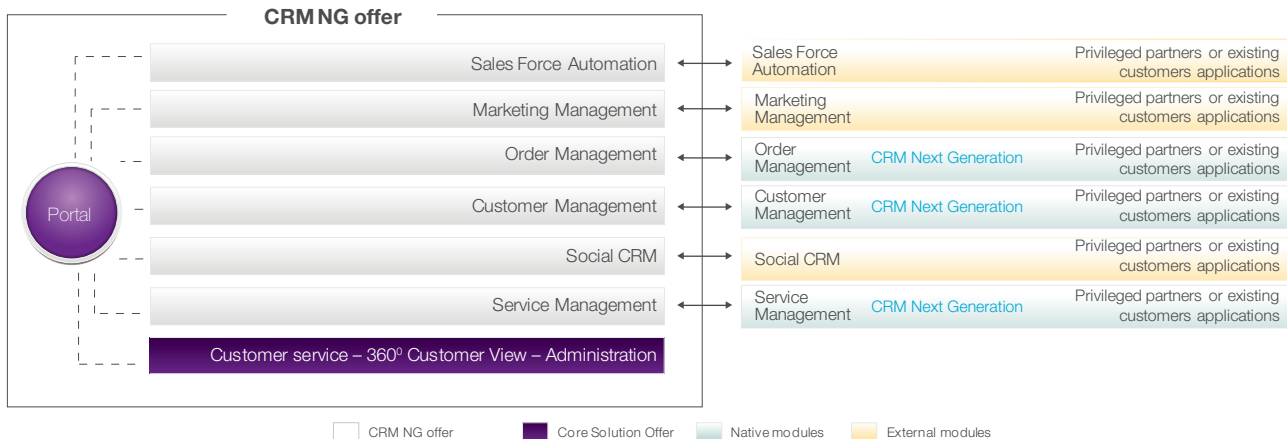 CRM NG offer
Sales Force Automation
Sales Force
Automation
Privileged partners or existing
customers applications
Marketing Management
Marketing
Management
Privileged partners or existing
customers applications
Order Management
Order
Management
CRM Next Generation
Privileged partners or existing
customers applications
Portal
Customer Management
Customer
Management
CRM Next Generation
Privileged partners or existing
customers applications
Social CRM
Social CRM
Privileged partners or existing
customers applications
Service Management
Service
Management
CRM Next Generation
Privileged partners or existing
customers applications
Customer service – 360⁰ Customer View – Administration
CRM NG offer
Core Solution Offer
Native modules
External modules